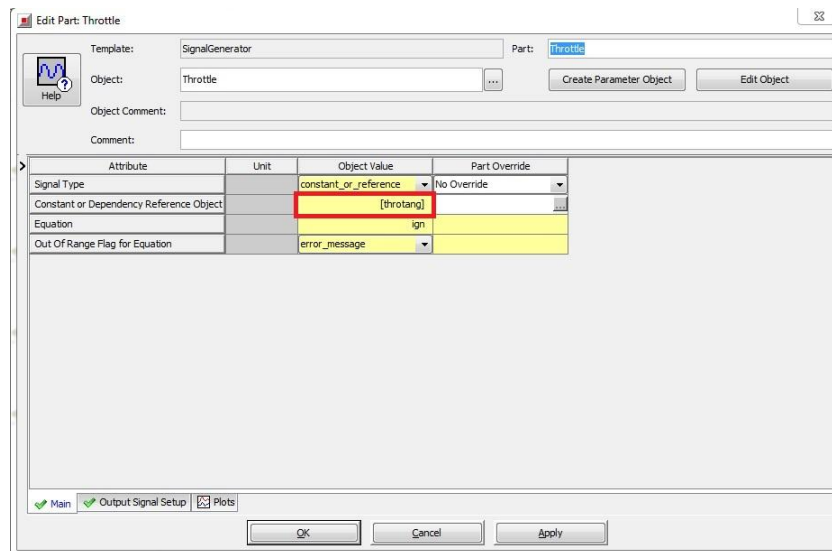 Edit Part: Throttle
Template: SignalGenerator Part: Throttle
Help
Object: Throttle ... Create Parameter Object Edit Object
Object Comment:
Comment:
Attribute Unit Object Value Part Override
Signal Type constant_or_reference No Override
Constant or Dependency Reference Object [throtang] ...
Equation ign
Out Of Range Flag for Equation error_message
Main Output Signal Setup Plots
OK Cancel Apply